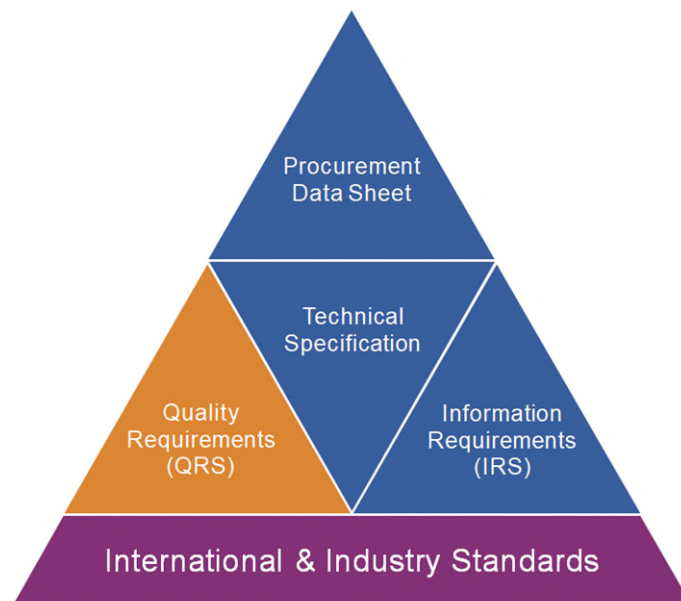 Procurement
Data Sheet
Technical
Specification
Quality
Requirements
(QRS)
Information
Requirements
(IRS)
International & Industry Standards